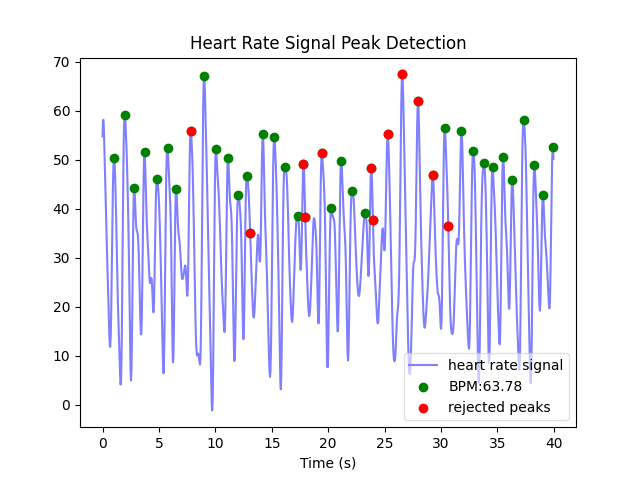 Heart Rate Signal Peak Detection
70
60
50
40
30
20
10
0
0 5 10 15 20 25 30 35 40
Time (s)
heart rate signal
BPM:63.78
rejected peaks